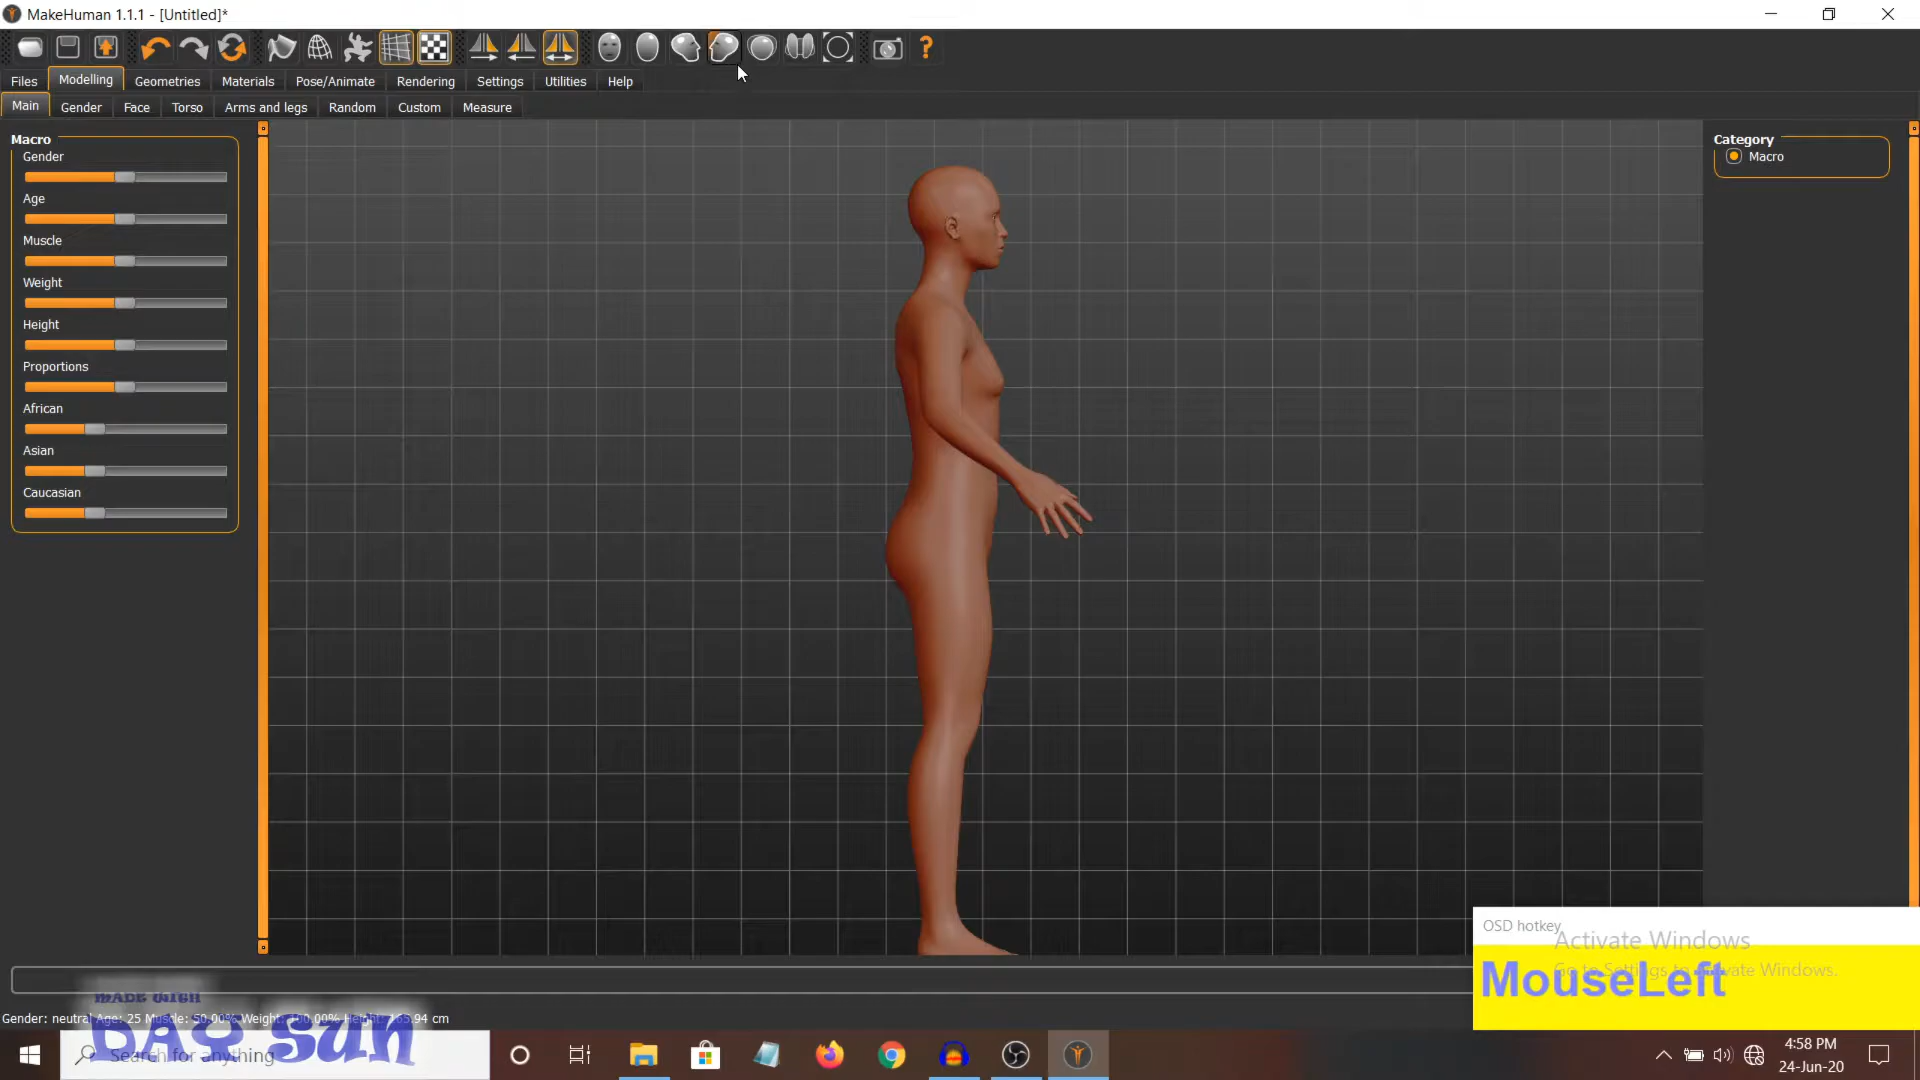 MakeHuman 1.1.1 - [Untitled]*
Files Modelling Geometries Materials Pose/Animate Rendering Settings Utilities Help
Main Gender Face Torso Arms and legs Random Custom Measure
Macro
Gender
Age
Muscle
Weight
Height
Proportions
African
Asian
Caucasian
Category
Macro
OSD hotkey
Activate Windows
Go to Settings to activate Windows.
MouseLeft
MADE WITH
DAY SUN
Gender: neutral Age: 25 Muscle: 50.00% Weight: 100.00% Height: .94 cm
Search for anything
4:58 PM
24-Jun-20